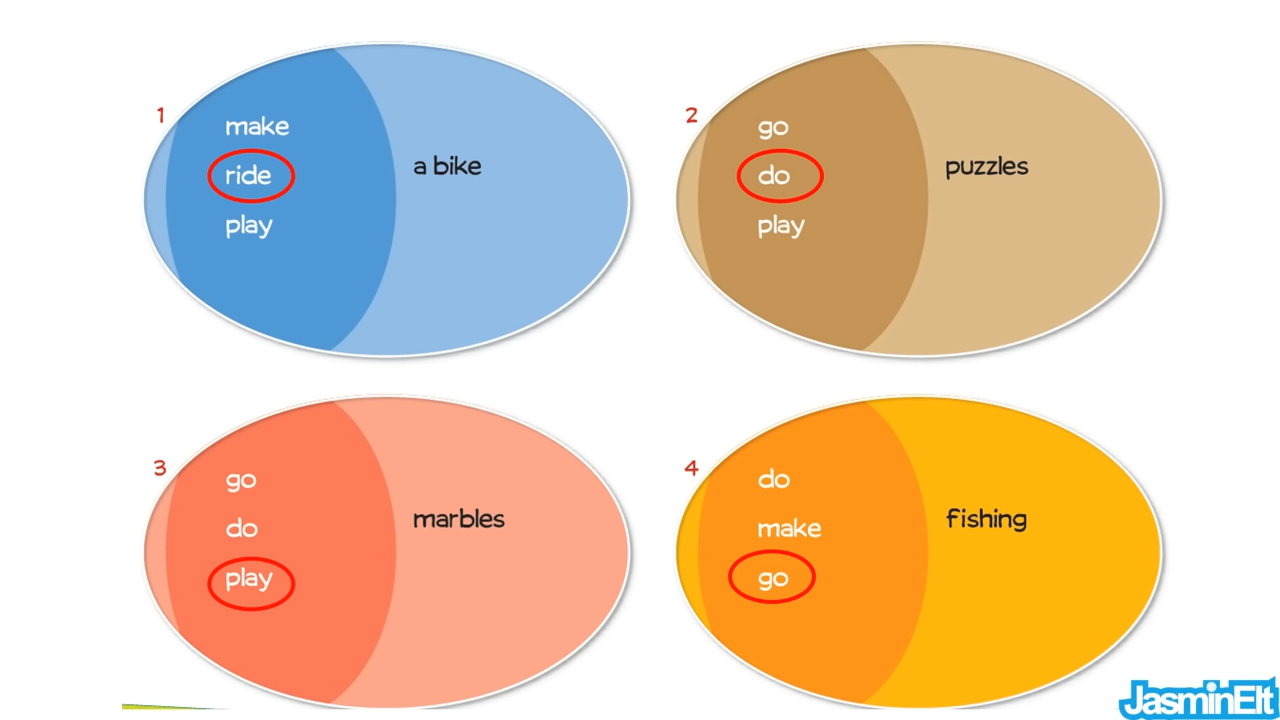 1
make
ride
play
a bike
2
go
do
play
puzzles
3
go
do
play
marbles
4
do
make
go
fishing
JasminElt